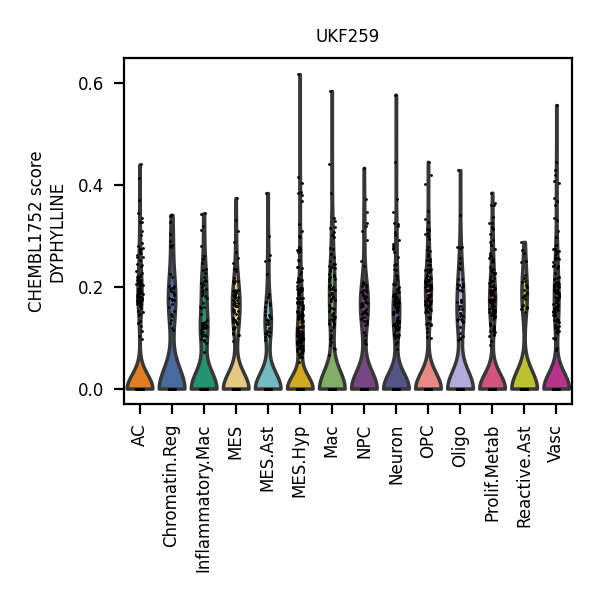 UKF259
CHEMBL1752 score
DYPHYLLINE
0.6
0.4
0.2
0.0
AC
Chromatin.Reg
Inflammatory.Mac
MES
MES.Ast
MES.Hyp
Mac
NPC
Neuron
OPC
Oligo
Prolif.Metab
Reactive.Ast
Vasc